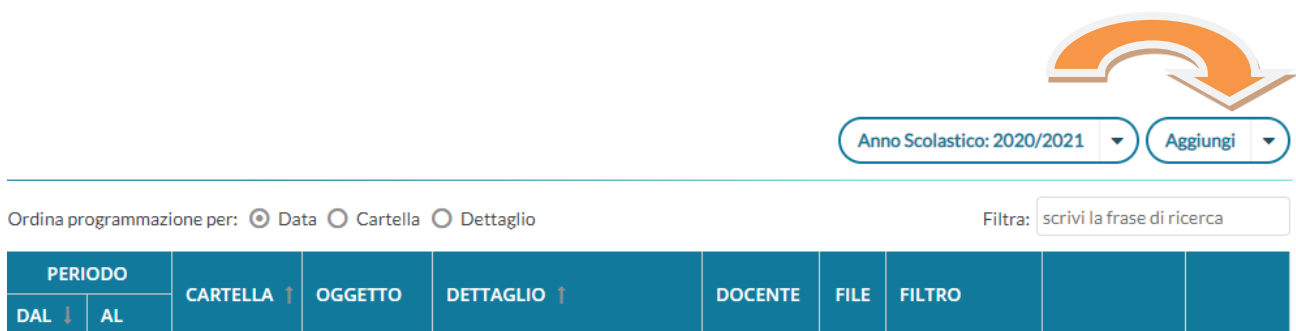 Anno Scolastico: 2020/2021 Aggiungi
Ordina programmazione per: Data Cartella Dettaglio Filtra: scrivi la frase di ricerca
PERIODO
CARTELLA OGGETTO DETTAGLIO DOCENTE FILE FILTRO
DAL AL